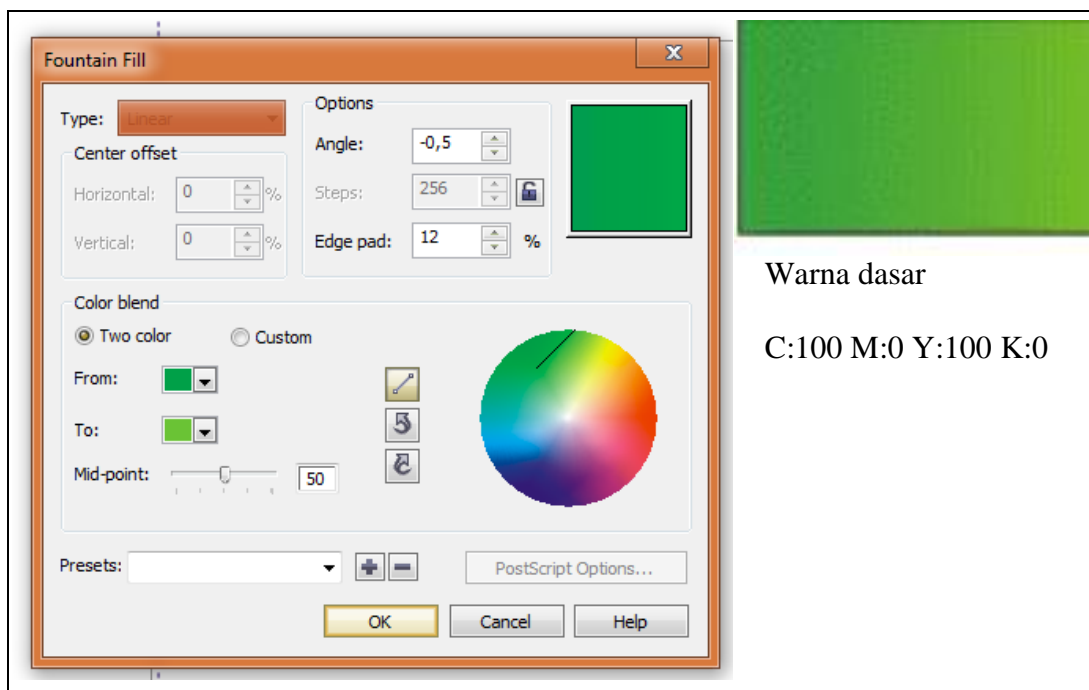 Fountain Fill
Type: Linear
Center offset
Horizontal: 0 %
Vertical: 0 %
Options
Angle: -0,5
Steps: 256
Edge pad: 12 %
Color blend
Two color Custom
From:
To:
Mid-point: 50
Presets:
PostScript Options...
OK Cancel Help
Warna dasar
C:100 M:0 Y:100 K:0